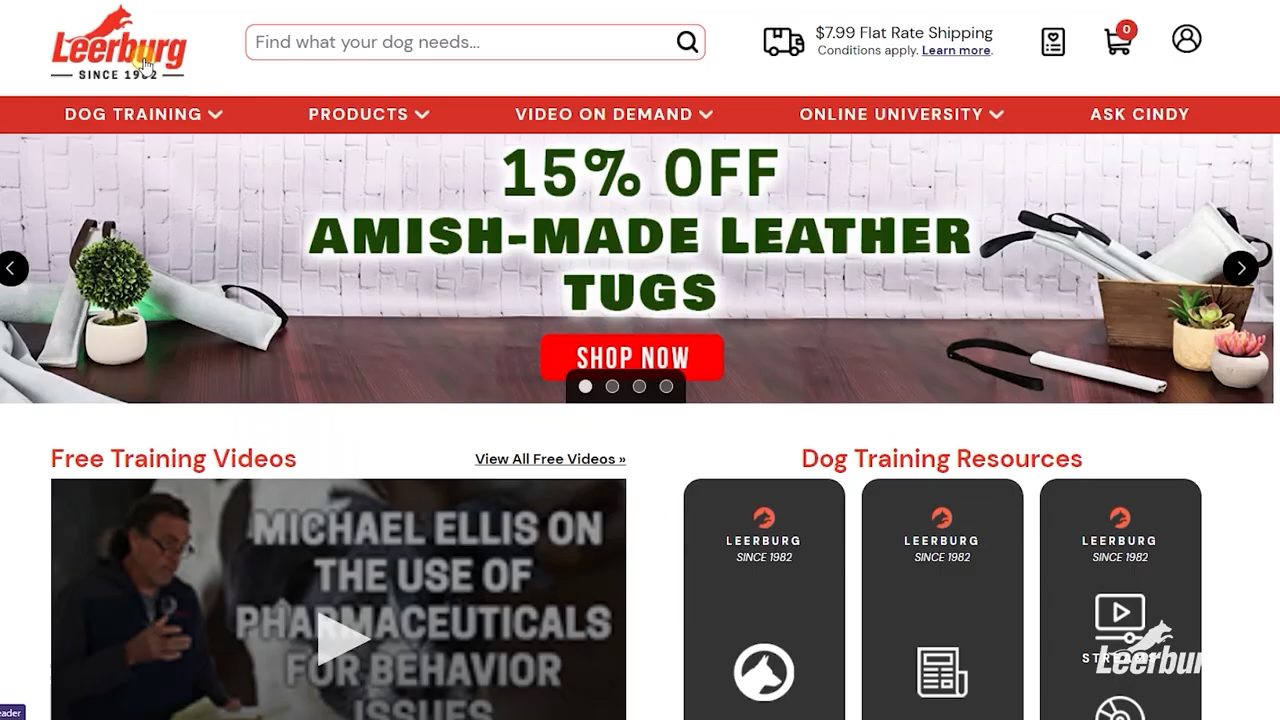 Leerburg
SINCE 1982
Find what your dog needs...
$7.99 Flat Rate Shipping
Conditions apply. Learn more.
0
DOG TRAINING
PRODUCTS
VIDEO ON DEMAND
ONLINE UNIVERSITY
ASK CINDY
15% OFF
AMISH-MADE LEATHER
TUGS
SHOP NOW
Free Training Videos
View All Free Videos »
Dog Training Resources
MICHAEL ELLIS ON
THE USE OF
PHARMACEUTICALS
FOR BEHAVIOR
ISSUES
LEERBURG
SINCE 1982
LEERBURG
SINCE 1982
LEERBURG
SINCE 1982
Leerbur
eader